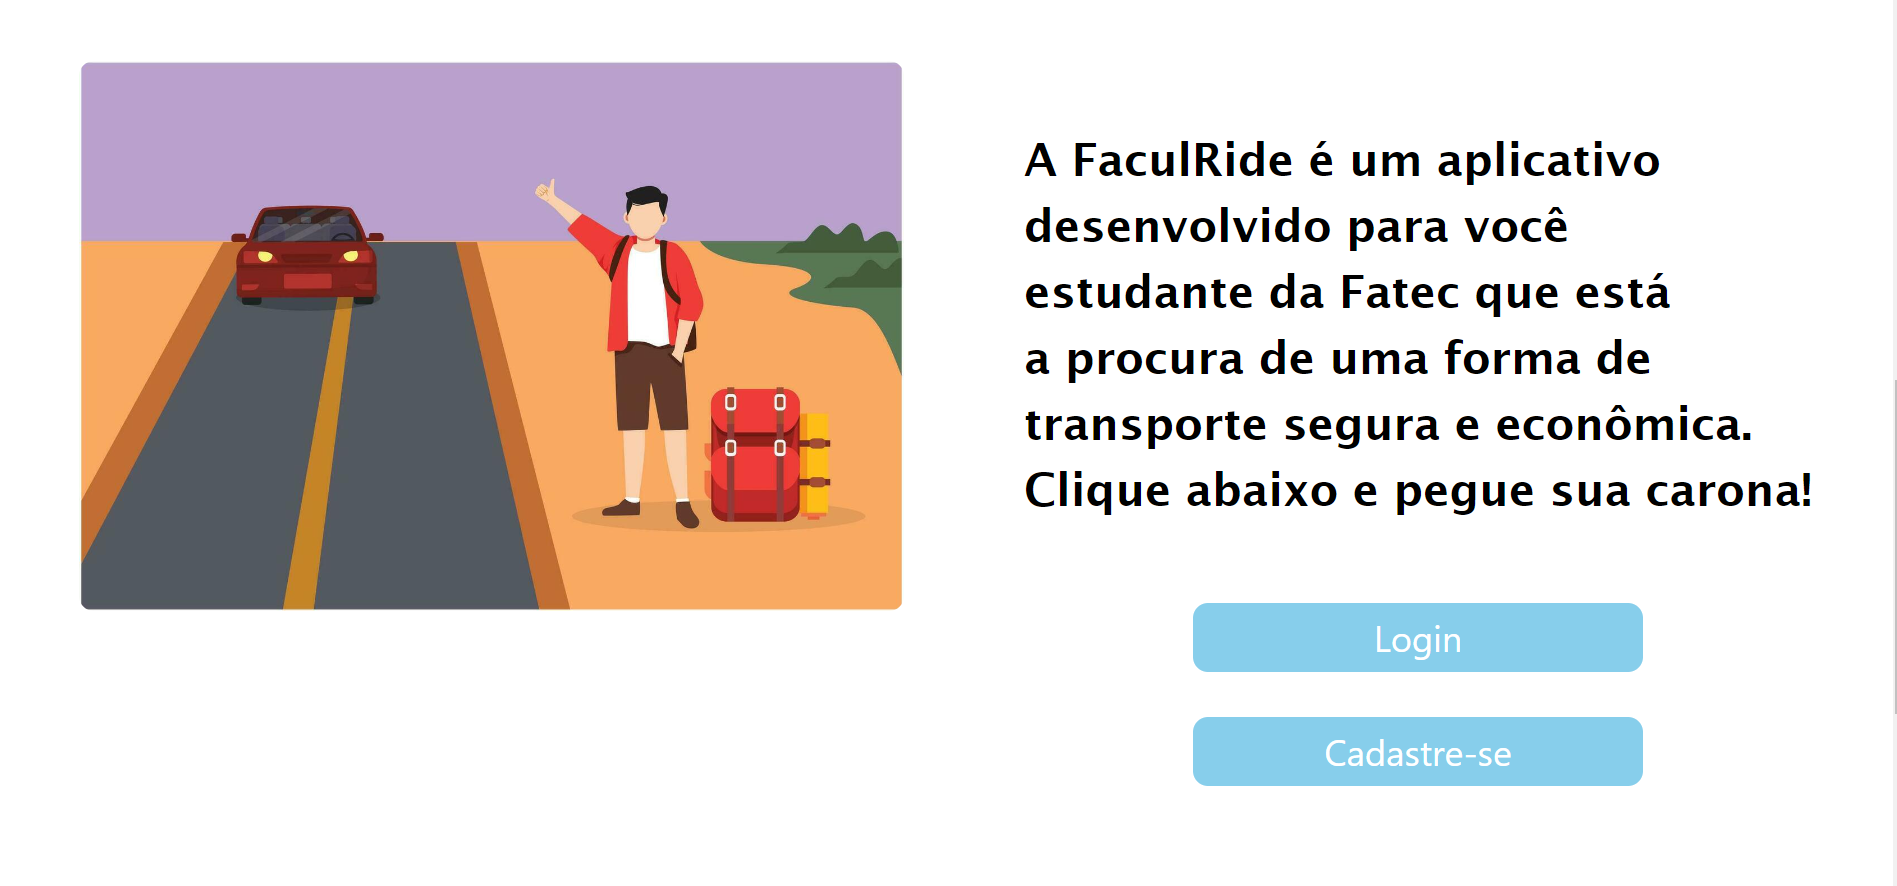 A FaculRide é um aplicativo
desenvolvido para você
estudante da Fatec que está
a procura de uma forma de
transporte segura e econômica.
Clique abaixo e pegue sua carona!
Login
Cadastre-se